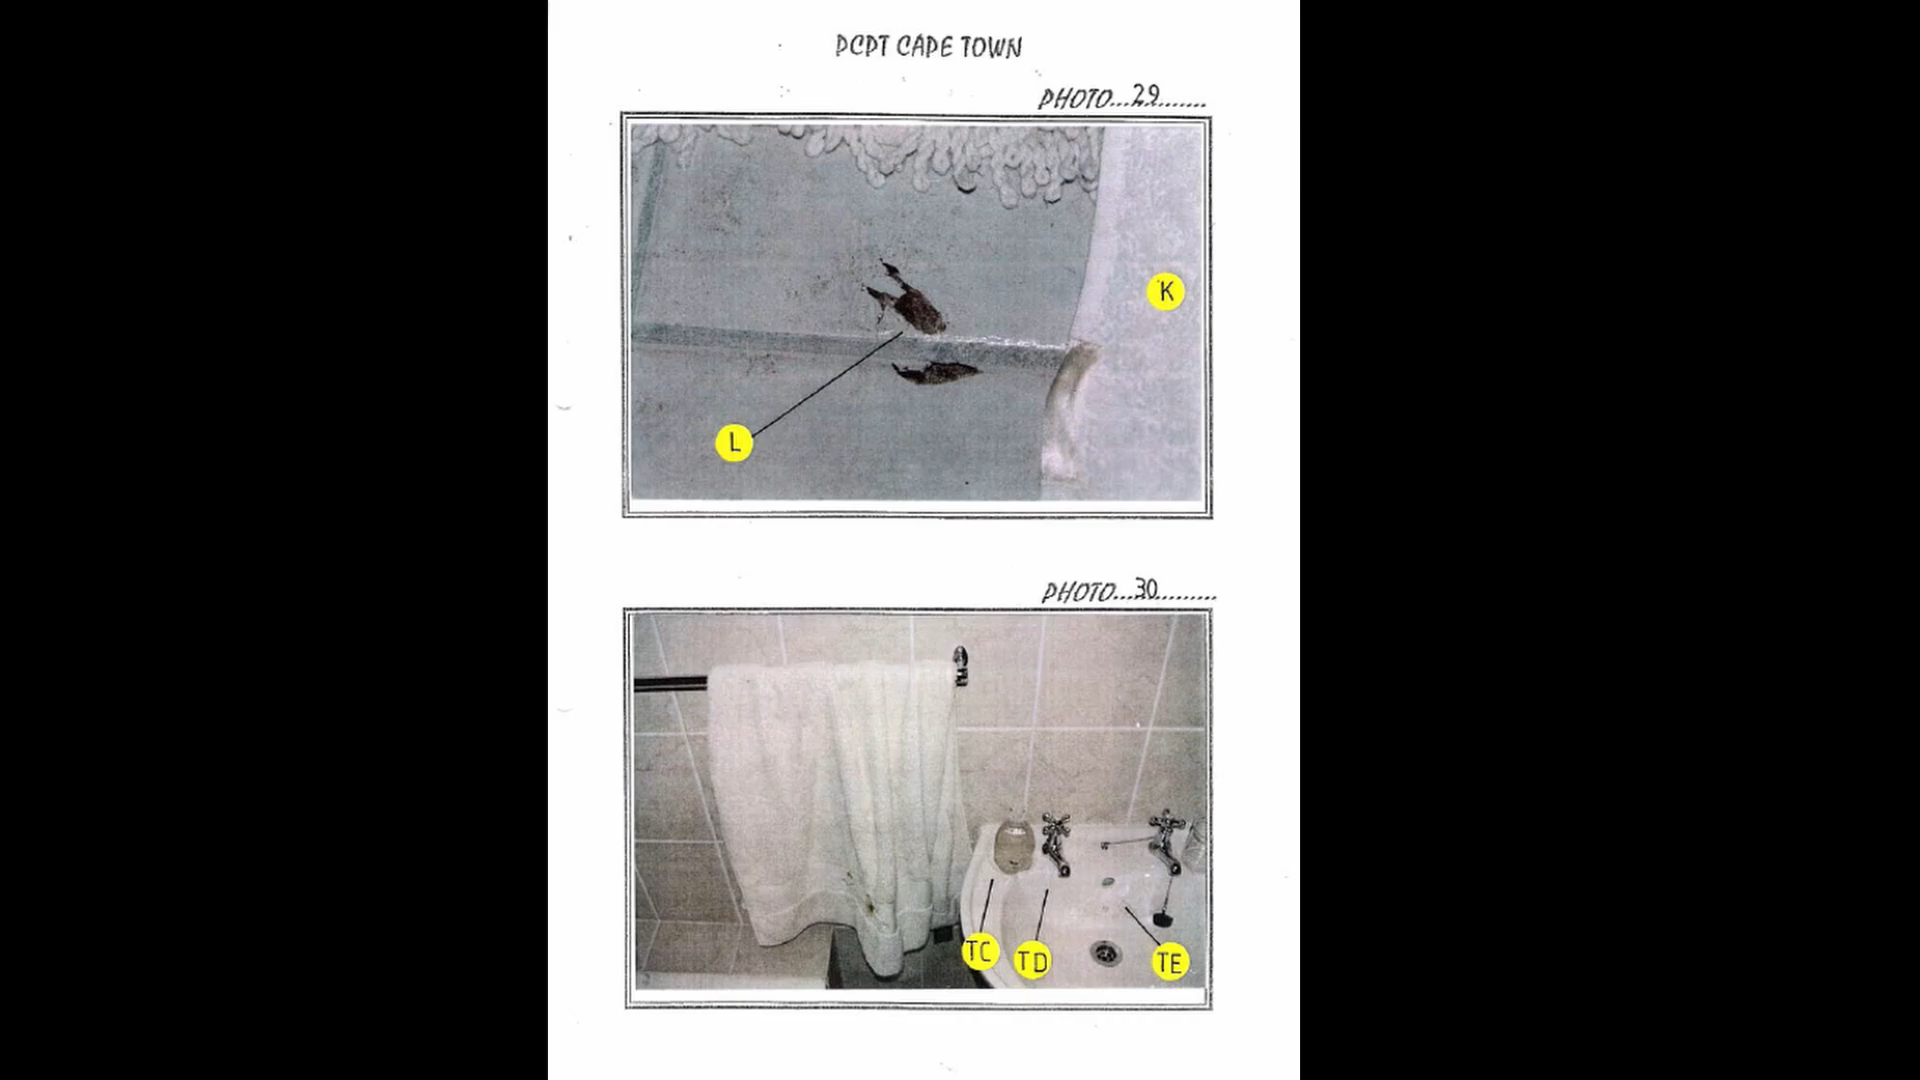 PCPT CAPE TOWN
PHOTO...29.......
K
L
PHOTO...30.........
TC
TD
TE